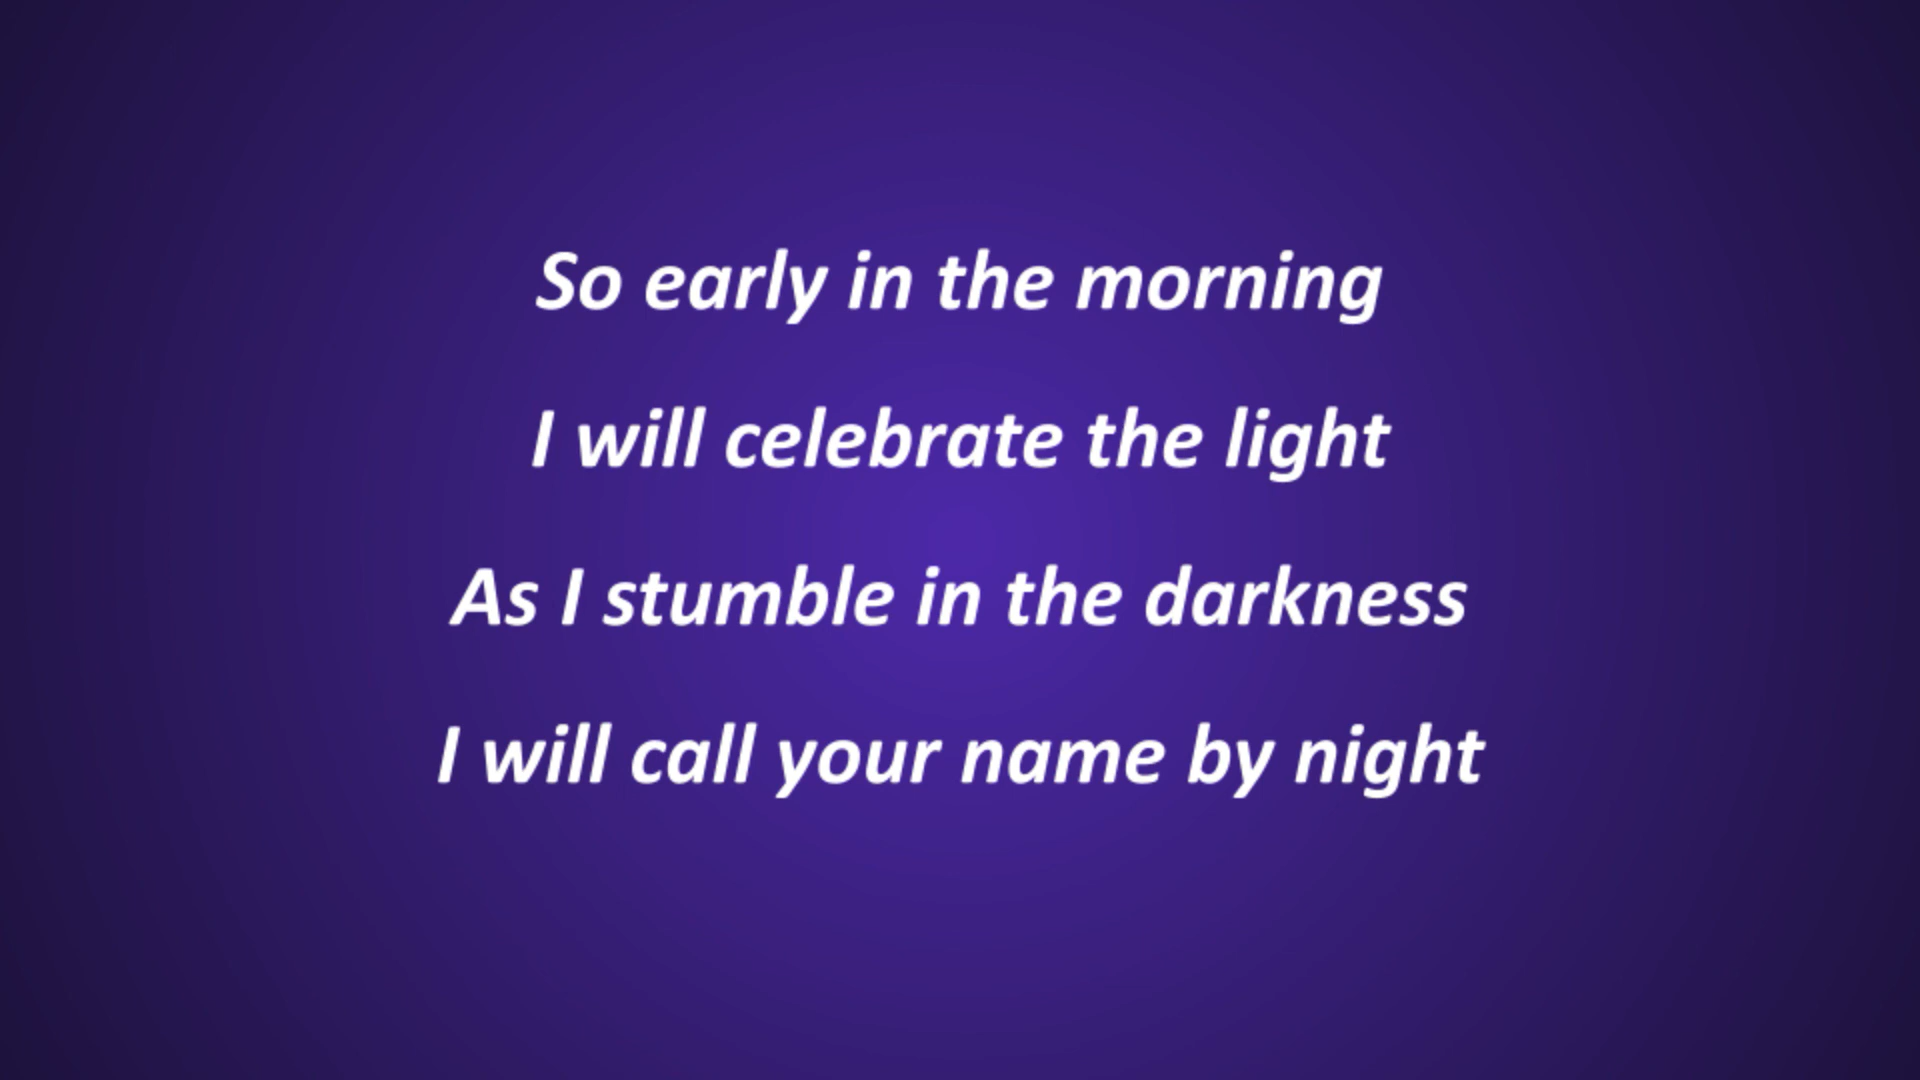 So early in the morning
I will celebrate the light
As I stumble in the darkness
I will call your name by night